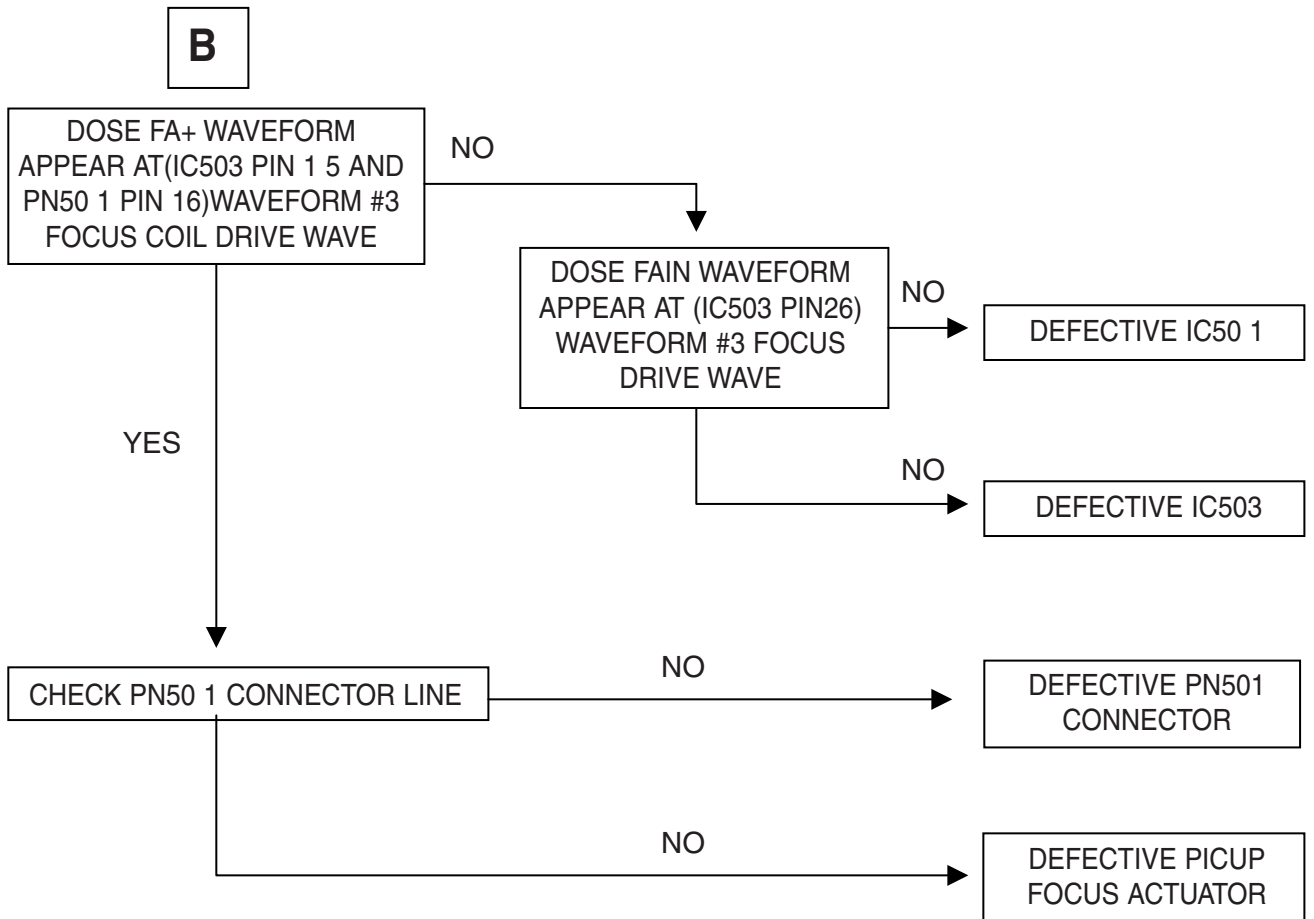 B
DOSE FA+ WAVEFORM
APPEAR AT(IC503 PIN 1 5 AND
PN50 1 PIN 16)WAVEFORM #3
FOCUS COIL DRIVE WAVE
NO
DOSE FAIN WAVEFORM
APPEAR AT (IC503 PIN26)
WAVEFORM #3 FOCUS
DRIVE WAVE
NO
DEFECTIVE IC50 1
YES
NO
DEFECTIVE IC503
CHECK PN50 1 CONNECTOR LINE
NO
DEFECTIVE PN501
CONNECTOR
NO
DEFECTIVE PICUP
FOCUS ACTUATOR